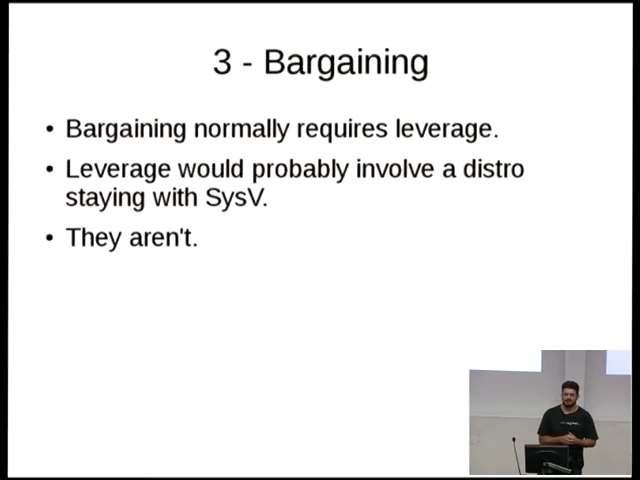 3 - Bargaining
• Bargaining normally requires leverage.
• Leverage would probably involve a distro
staying with SysV.
• They aren't.